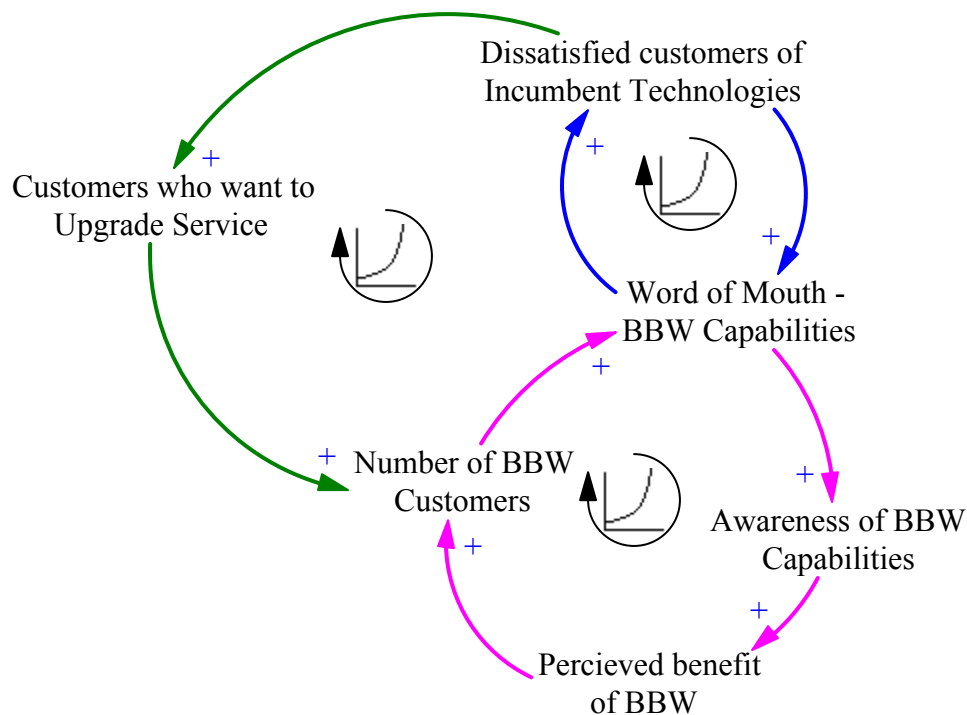 Dissatisfied customers of
Incumbent Technologies
+
+
Customers who want to
Upgrade Service
+
Word of Mouth -
BBW Capabilities
+
+
Number of BBW
Customers
+
+
Awareness of BBW
Capabilities
+
+
Percieved benefit
of BBW